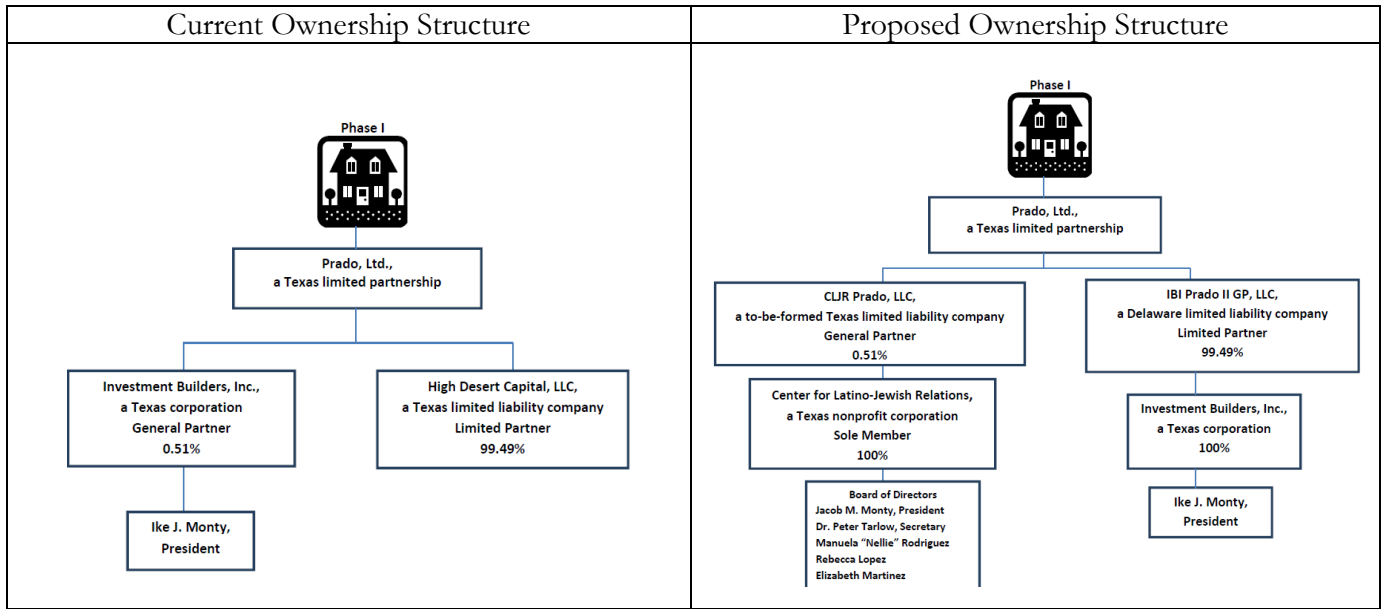 Current Ownership Structure
Phase I
Prado, Ltd.,
a Texas limited partnership
Investment Builders, Inc.,
a Texas corporation
General Partner
0.51%
High Desert Capital, LLC,
a Texas limited liability company
Limited Partner
99.49%
Ike J. Monty,
President
Proposed Ownership Structure
Phase I
Prado, Ltd.,
a Texas limited partnership
CLJR Prado, LLC,
a to-be-formed Texas limited liability company
General Partner
0.51%
IBI Prado II GP, LLC,
a Delaware limited liability company
Limited Partner
99.49%
Center for Latino-Jewish Relations,
a Texas nonprofit corporation
Sole Member
100%
Investment Builders, Inc.,
a Texas corporation
100%
Board of Directors
Jacob M. Monty, President
Dr. Peter Tarlow, Secretary
Manuela “Nellie” Rodriguez
Rebecca Lopez
Elizabeth Martinez
Ike J. Monty,
President